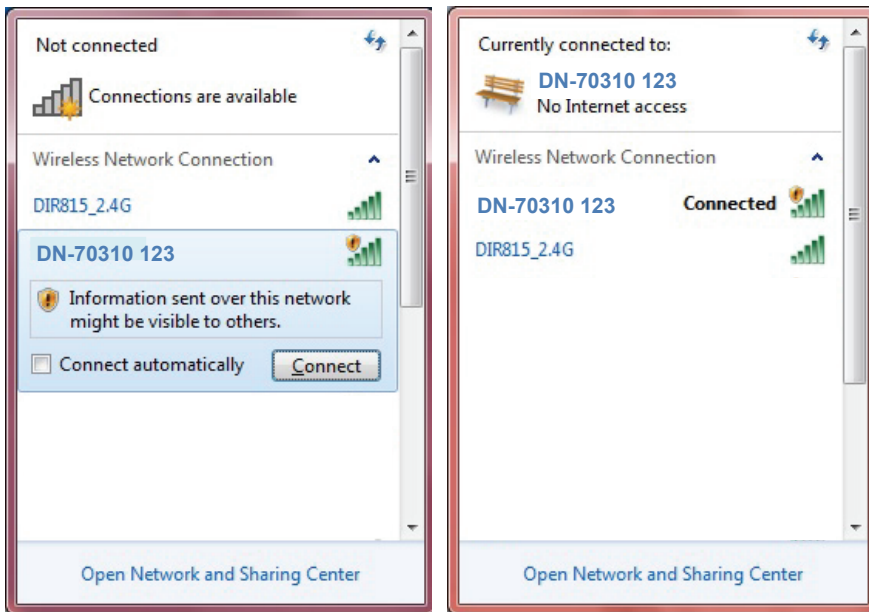 Not connected
Connections are available
Wireless Network Connection
DIR815_2.4G
DN-70310 123
Information sent over this network
might be visible to others.
Connect automatically
Connect
Open Network and Sharing Center
Currently connected to:
DN-70310 123
No Internet access
Wireless Network Connection
DN-70310 123 Connected
DIR815_2.4G
Open Network and Sharing Center